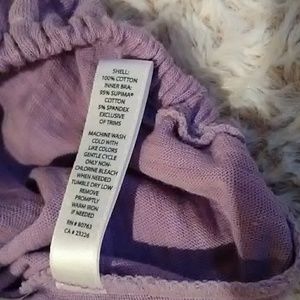 SHELL:
100% COTTON
INNER BRA:
95% SUPIMA®
COTTON
5% SPANDEX
EXCLUSIVE
OF TRIMS
MACHINE WASH
COLD WITH
LIKE COLORS
GENTLE CYCLE
ONLY NON-
CHLORINE BLEACH
WHEN NEEDED
TUMBLE DRY LOW
REMOVE
PROMPTLY
WARM IRON
IF NEEDED
RN # 80763
CA # 25226